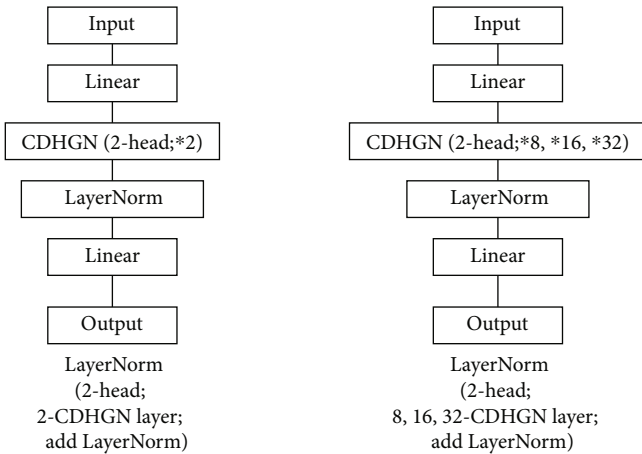 Input
Linear
CDHGN (2-head;*2)
LayerNorm
Linear
Output
LayerNorm
(2-head;
2-CDHGN layer;
add LayerNorm)
Input
Linear
CDHGN (2-head;*8, *16, *32)
LayerNorm
Linear
Output
LayerNorm
(2-head;
8, 16, 32-CDHGN layer;
add LayerNorm)